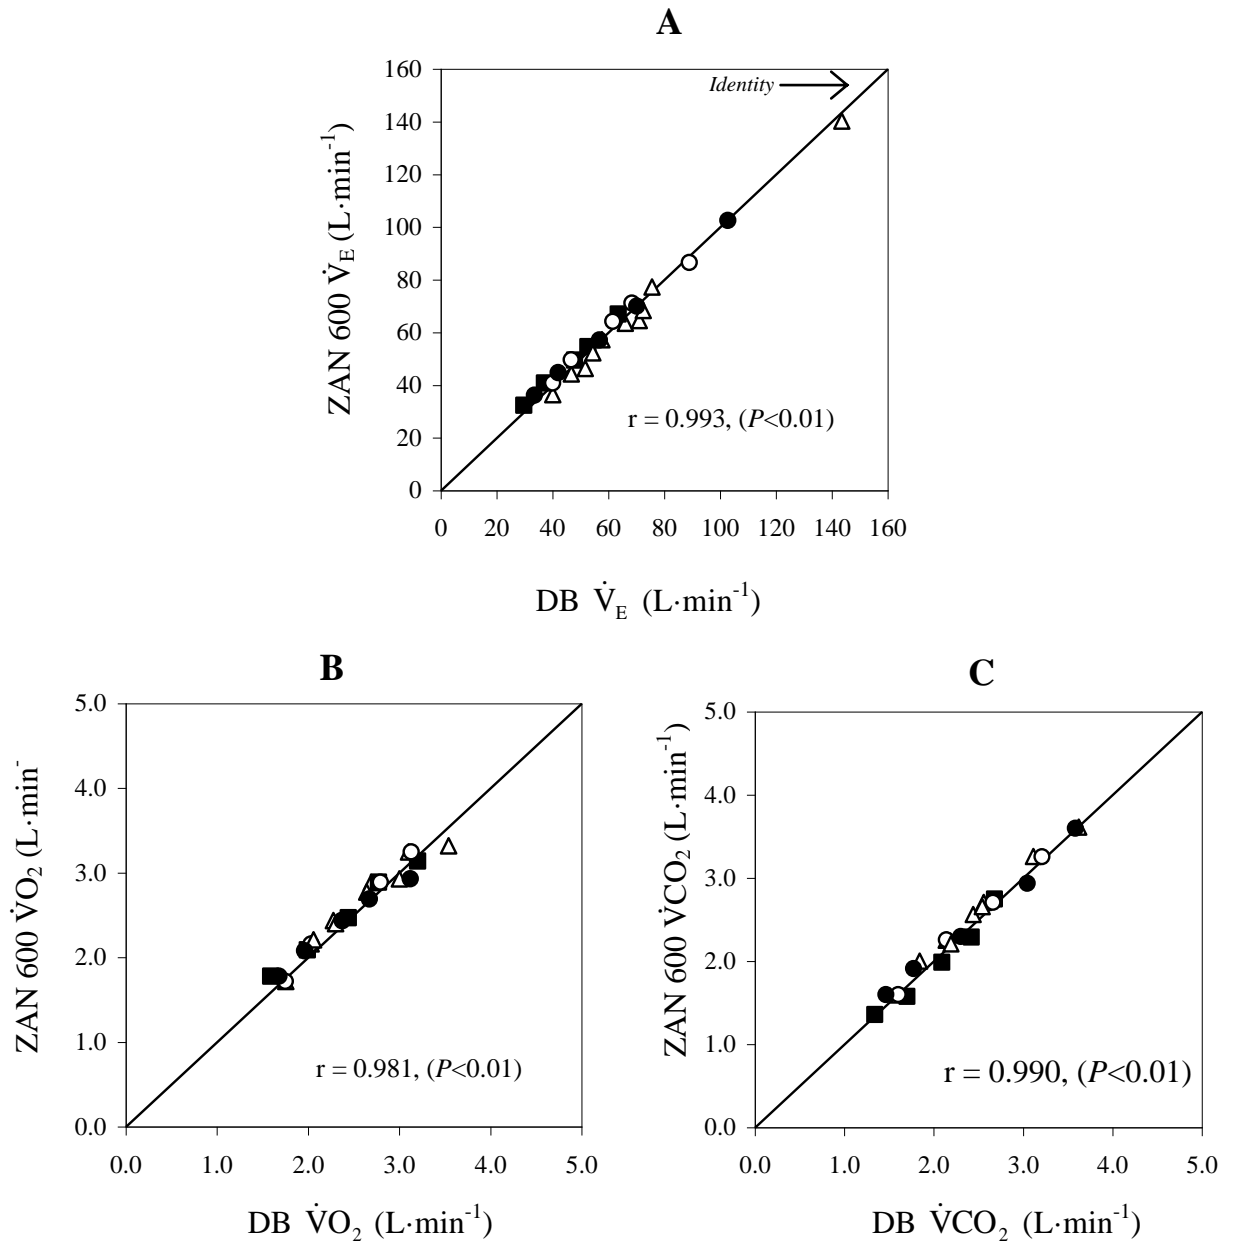 A
160
140
120
100
80
60
40
20
0
ZAN 600 V̇E (L·min-1)
Identity
r = 0.993, (P<0.01)
0 20 40 60 80 100 120 140 160
DB V̇E (L·min-1)
B
5.0
4.0
3.0
2.0
1.0
0.0
ZAN 600 V̇O2 (L·min-
r = 0.981, (P<0.01)
0.0 1.0 2.0 3.0 4.0 5.0
DB V̇O2 (L·min-1)
C
5.0
4.0
3.0
2.0
1.0
0.0
ZAN 600 V̇CO2 (L·min-1)
r = 0.990, (P<0.01)
0.0 1.0 2.0 3.0 4.0 5.0
DB V̇CO2 (L·min-1)